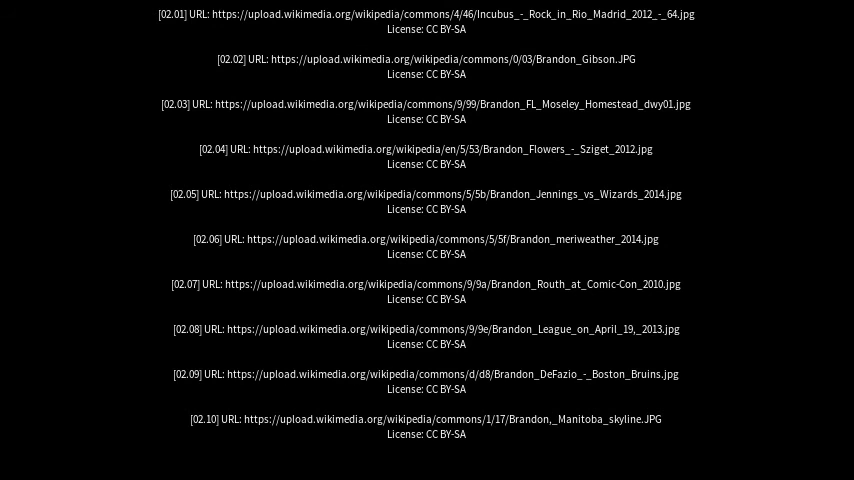 [02.01] URL: https://upload.wikimedia.org/wikipedia/commons/4/46/Incubus_-_Rock_in_Rio_Madrid_2012_-_64.jpg
License: CC BY-SA
[02.02] URL: https://upload.wikimedia.org/wikipedia/commons/0/03/Brandon_Gibson.JPG
License: CC BY-SA
[02.03] URL: https://upload.wikimedia.org/wikipedia/commons/9/99/Brandon_FL_Moseley_Homestead_dwy01.jpg
License: CC BY-SA
[02.04] URL: https://upload.wikimedia.org/wikipedia/en/5/53/Brandon_Flowers_-_Sziget_2012.jpg
License: CC BY-SA
[02.05] URL: https://upload.wikimedia.org/wikipedia/commons/5/5b/Brandon_Jennings_vs_Wizards_2014.jpg
License: CC BY-SA
[02.06] URL: https://upload.wikimedia.org/wikipedia/commons/5/5f/Brandon_meriweather_2014.jpg
License: CC BY-SA
[02.07] URL: https://upload.wikimedia.org/wikipedia/commons/9/9a/Brandon_Routh_at_Comic-Con_2010.jpg
License: CC BY-SA
[02.08] URL: https://upload.wikimedia.org/wikipedia/commons/9/9e/Brandon_League_on_April_19,_2013.jpg
License: CC BY-SA
[02.09] URL: https://upload.wikimedia.org/wikipedia/commons/d/d8/Brandon_DeFazio_-_Boston_Bruins.jpg
License: CC BY-SA
[02.10] URL: https://upload.wikimedia.org/wikipedia/commons/1/17/Brandon,_Manitoba_skyline.JPG
License: CC BY-SA